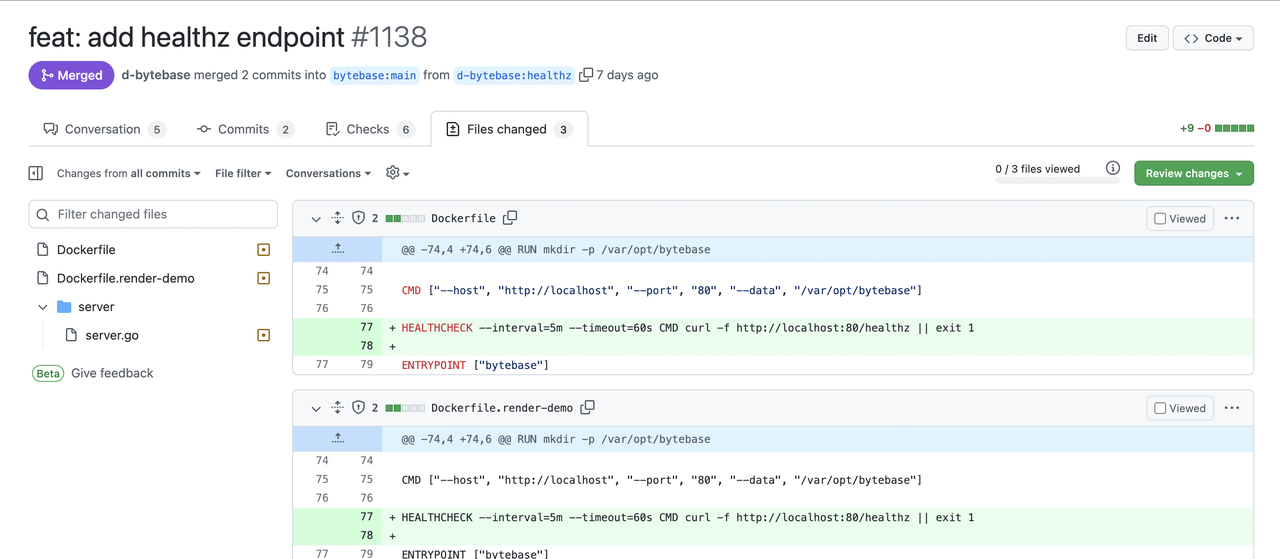 feat: add healthz endpoint #1138
Edit
<> Code
Merged
d-bytebase merged 2 commits into bytebase:main from d-bytebase:healthz 7 days ago
Conversation 5
Commits 2
Checks 6
Files changed 3
+9 −0
Changes from all commits
File filter
Conversations
0 / 3 files viewed
Review changes
Filter changed files
Dockerfile
Dockerfile.render-demo
server
server.go
Beta Give feedback
2 Dockerfile
Viewed
@@ -74,4 +74,6 @@ RUN mkdir -p /var/opt/bytebase
74 74
75 75 CMD ["--host", "http://localhost", "--port", "80", "--data", "/var/opt/bytebase"]
76 76
77 + HEALTHCHECK --interval=5m --timeout=60s CMD curl -f http://localhost:80/healthz || exit 1
78 +
77 79 ENTRYPOINT ["bytebase"]
2 Dockerfile.render-demo
Viewed
@@ -74,4 +74,6 @@ RUN mkdir -p /var/opt/bytebase
74 74
75 75 CMD ["--host", "http://localhost", "--port", "80", "--data", "/var/opt/bytebase"]
76 76
77 + HEALTHCHECK --interval=5m --timeout=60s CMD curl -f http://localhost:80/healthz || exit 1
78 +
77 79 ENTRYPOINT ["bytebase"]